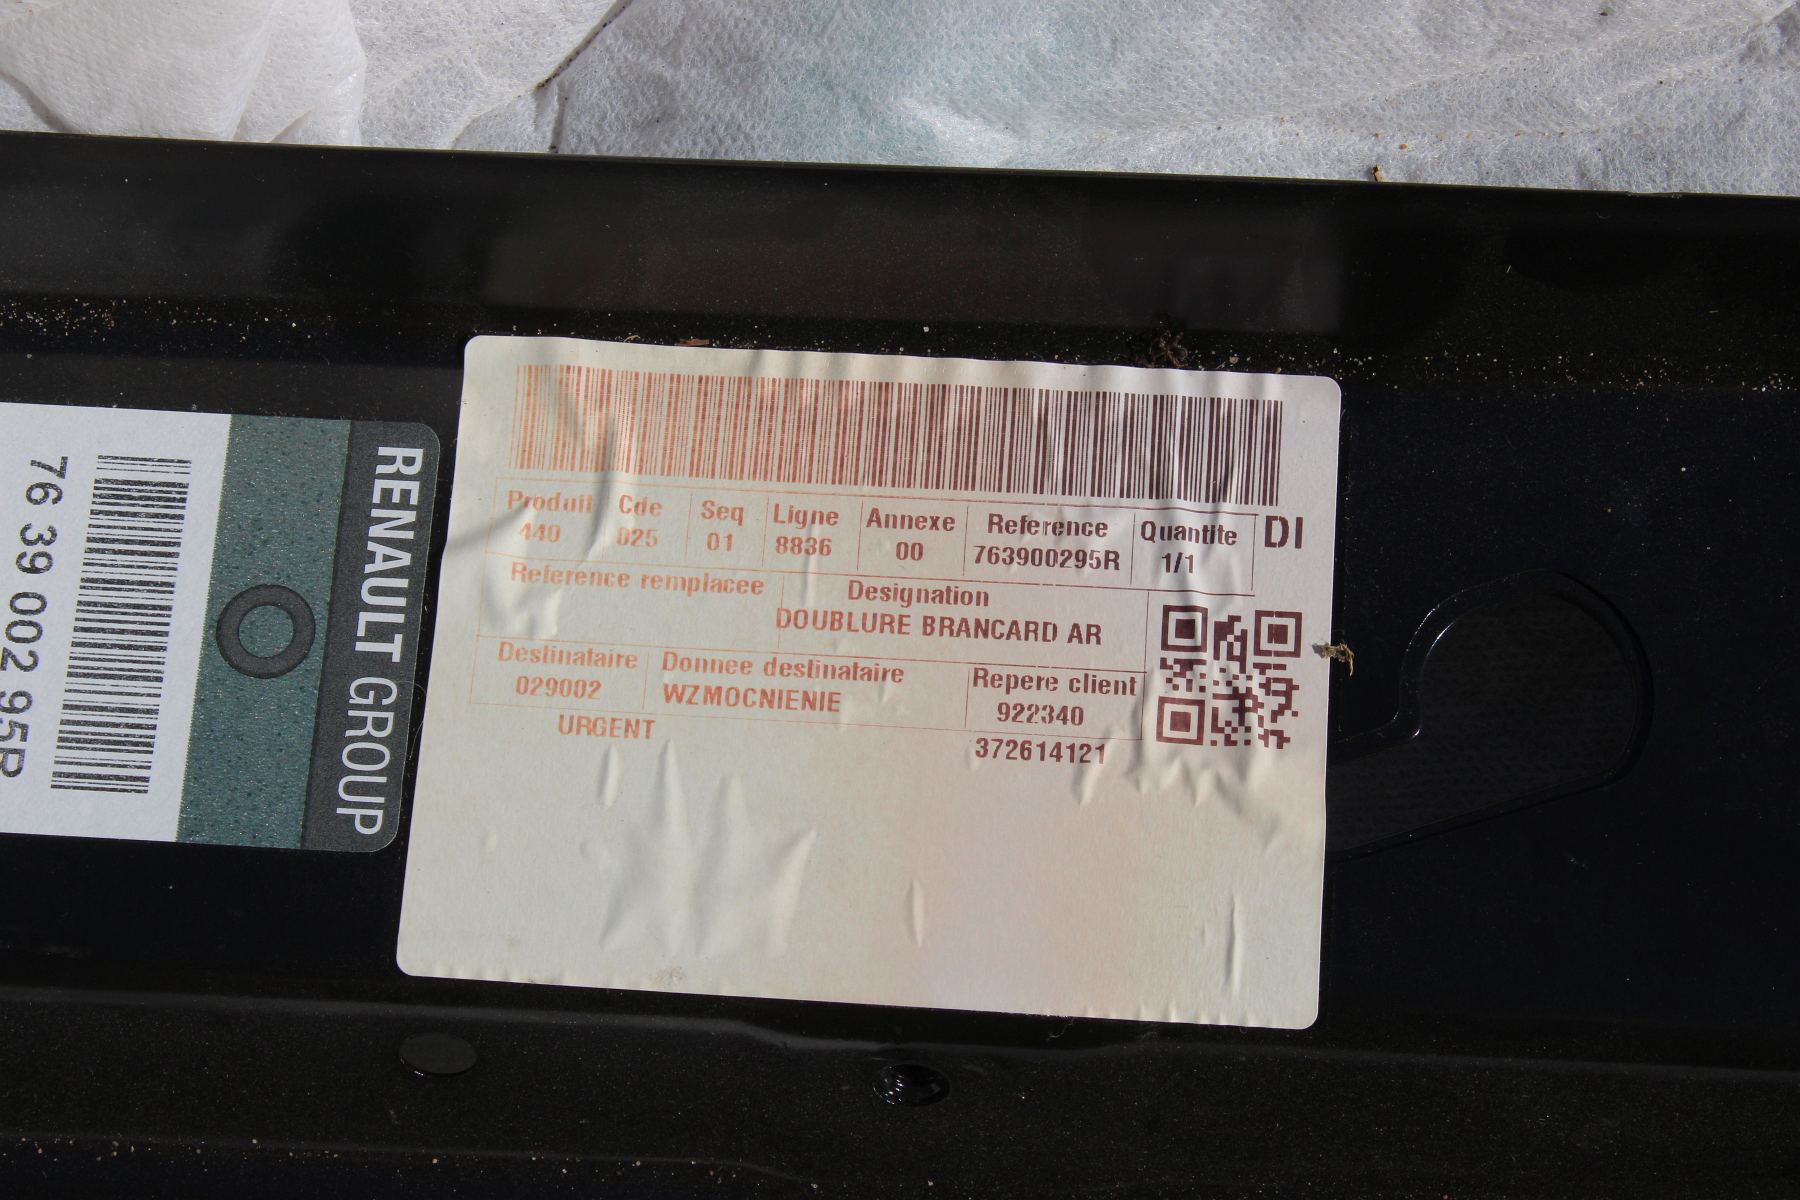 RENAULT GROUP
76 39 002 95R
Produit Cde Seq Ligne Annexe Reference Quantite DI
440 025 01 8836 00 763900295R 1/1
Reference remplacee Designation
DOUBLURE BRANCARD AR
Destinataire Donnee destinataire Repere client
029002 WZMOCNIENIE 922340
URGENT 372614121